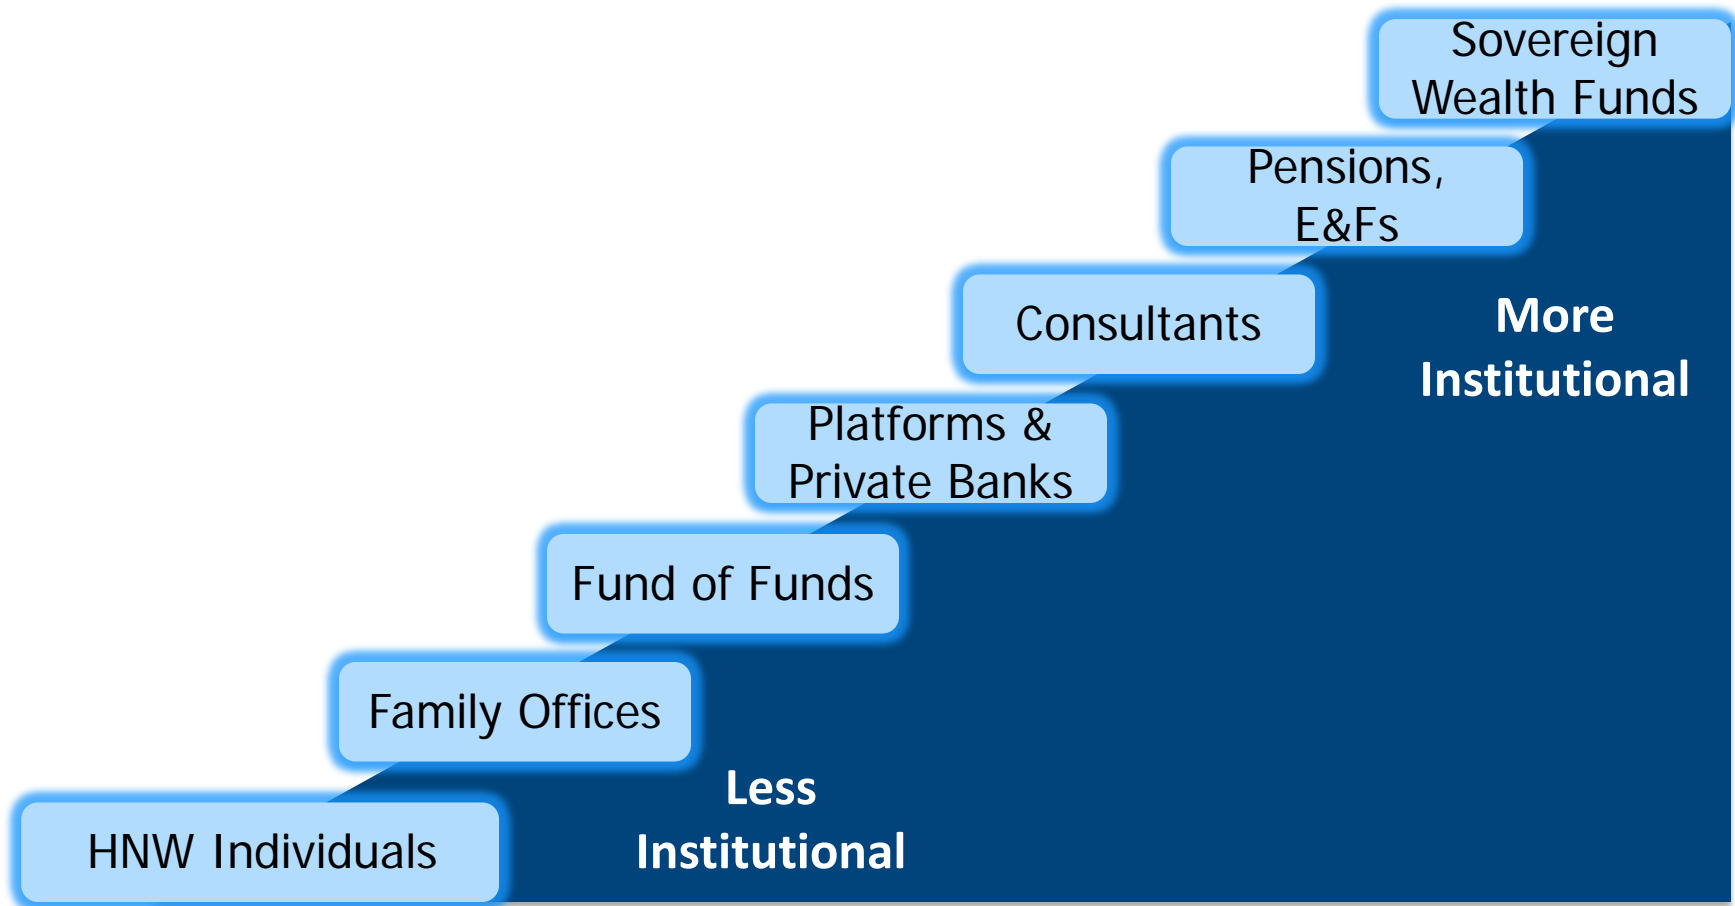 Sovereign
Wealth Funds
Pensions,
E&Fs
Consultants
More
Institutional
Platforms &
Private Banks
Fund of Funds
Family Offices
Less
Institutional
HNW Individuals